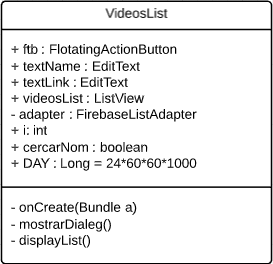 VideosList
+ ftb : FlotatingActionButton
+ textName : EditText
+ textLink : EditText
+ videosList : ListView
- adapter : FirebaseListAdapter
+ i: int
+ cercarNom : boolean
+ DAY : Long = 24*60*60*1000
- onCreate(Bundle a)
- mostrarDialeg()
- displayList()